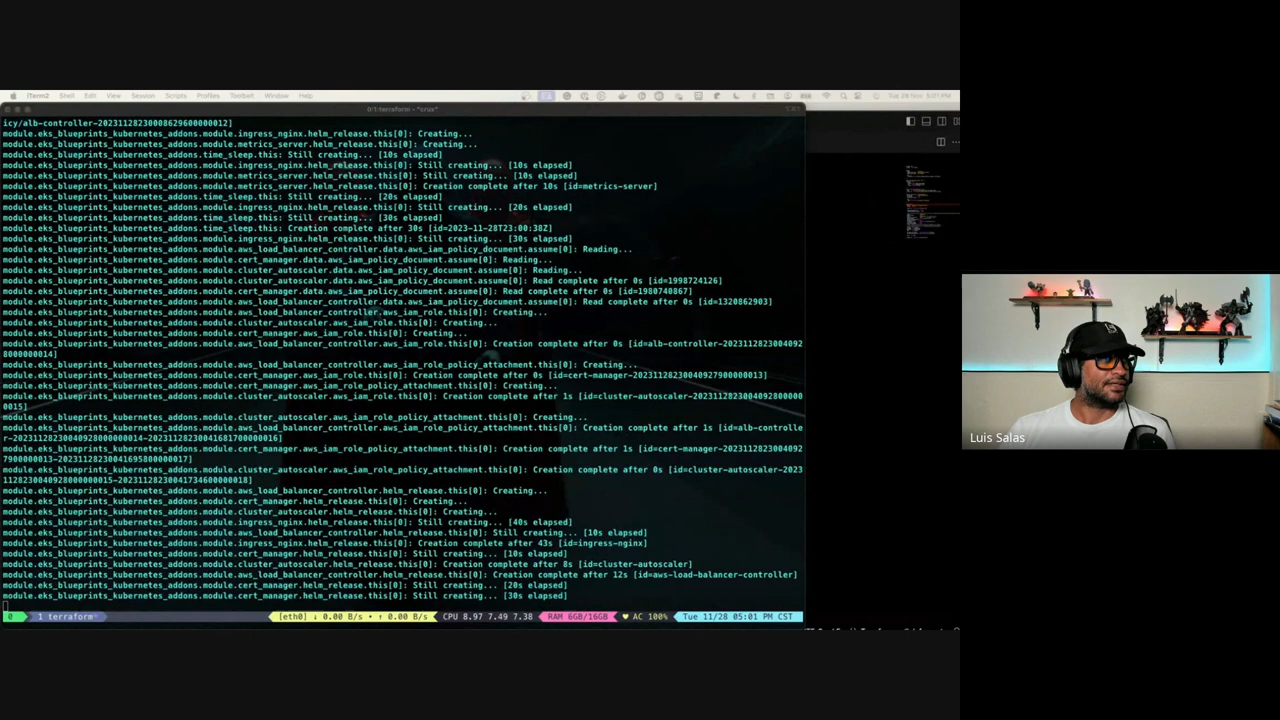 iTerm2 Shell Edit View Session Scripts Profiles Toolbelt Window Help Tue 28 Nov 5:01 PM
icy/alb-controller-20231128230008629600000012]
module.eks_blueprints_kubernetes_addons.module.ingress_nginx.helm_release.this[0]: Creating...
module.eks_blueprints_kubernetes_addons.module.metrics_server.helm_release.this[0]: Creating...
module.eks_blueprints_kubernetes_addons.time_sleep.this: Still creating... [10s elapsed]
module.eks_blueprints_kubernetes_addons.module.ingress_nginx.helm_release.this[0]: Still creating... [10s elapsed]
module.eks_blueprints_kubernetes_addons.module.metrics_server.helm_release.this[0]: Still creating... [10s elapsed]
module.eks_blueprints_kubernetes_addons.module.metrics_server.helm_release.this[0]: Creation complete after 10s [id=metrics-server]
module.eks_blueprints_kubernetes_addons.time_sleep.this: Still creating... [20s elapsed]
module.eks_blueprints_kubernetes_addons.module.ingress_nginx.helm_release.this[0]: Still creating... [20s elapsed]
module.eks_blueprints_kubernetes_addons.time_sleep.this: Still creating... [30s elapsed]
module.eks_blueprints_kubernetes_addons.time_sleep.this: Creation complete after 30s [id=2023-11-28T23:00:38Z]
module.eks_blueprints_kubernetes_addons.module.ingress_nginx.helm_release.this[0]: Still creating... [30s elapsed]
module.eks_blueprints_kubernetes_addons.module.aws_load_balancer_controller.data.aws_iam_policy_document.assume[0]: Reading...
module.eks_blueprints_kubernetes_addons.module.cert_manager.data.aws_iam_policy_document.assume[0]: Reading...
module.eks_blueprints_kubernetes_addons.module.cluster_autoscaler.data.aws_iam_policy_document.assume[0]: Reading...
module.eks_blueprints_kubernetes_addons.module.cluster_autoscaler.data.aws_iam_policy_document.assume[0]: Read complete after 0s [id=1998724126]
module.eks_blueprints_kubernetes_addons.module.cert_manager.data.aws_iam_policy_document.assume[0]: Read complete after 0s [id=1980740867]
module.eks_blueprints_kubernetes_addons.module.aws_load_balancer_controller.data.aws_iam_policy_document.assume[0]: Read complete after 0s [id=1320862903]
module.eks_blueprints_kubernetes_addons.module.aws_load_balancer_controller.aws_iam_role.this[0]: Creating...
module.eks_blueprints_kubernetes_addons.module.cluster_autoscaler.aws_iam_role.this[0]: Creating...
module.eks_blueprints_kubernetes_addons.module.cert_manager.aws_iam_role.this[0]: Creating...
module.eks_blueprints_kubernetes_addons.module.aws_load_balancer_controller.aws_iam_role.this[0]: Creation complete after 0s [id=alb-controller-2023112823004092
8000000014]
module.eks_blueprints_kubernetes_addons.module.aws_load_balancer_controller.aws_iam_role_policy_attachment.this[0]: Creating...
module.eks_blueprints_kubernetes_addons.module.cert_manager.aws_iam_role.this[0]: Creation complete after 0s [id=cert-manager-20231128230040927900000013]
module.eks_blueprints_kubernetes_addons.module.cert_manager.aws_iam_role_policy_attachment.this[0]: Creating...
module.eks_blueprints_kubernetes_addons.module.cluster_autoscaler.aws_iam_role.this[0]: Creation complete after 1s [id=cluster-autoscaler-2023112823004092800000
0015]
module.eks_blueprints_kubernetes_addons.module.cluster_autoscaler.aws_iam_role_policy_attachment.this[0]: Creating...
module.eks_blueprints_kubernetes_addons.module.aws_load_balancer_controller.aws_iam_role_policy_attachment.this[0]: Creation complete after 1s [id=alb-controlle
r-20231128230040928000000014-20231128230041681700000016]
module.eks_blueprints_kubernetes_addons.module.cert_manager.aws_iam_role_policy_attachment.this[0]: Creation complete after 1s [id=cert-manager-2023112823004092
7900000013-20231128230041695800000017]
module.eks_blueprints_kubernetes_addons.module.cluster_autoscaler.aws_iam_role_policy_attachment.this[0]: Creation complete after 0s [id=cluster-autoscaler-2023
1128230040928000000015-20231128230041734600000018]
module.eks_blueprints_kubernetes_addons.module.aws_load_balancer_controller.helm_release.this[0]: Creating...
module.eks_blueprints_kubernetes_addons.module.cert_manager.helm_release.this[0]: Creating...
module.eks_blueprints_kubernetes_addons.module.cluster_autoscaler.helm_release.this[0]: Creating...
module.eks_blueprints_kubernetes_addons.module.ingress_nginx.helm_release.this[0]: Still creating... [40s elapsed]
module.eks_blueprints_kubernetes_addons.module.aws_load_balancer_controller.helm_release.this[0]: Still creating... [10s elapsed]
module.eks_blueprints_kubernetes_addons.module.ingress_nginx.helm_release.this[0]: Creation complete after 43s [id=ingress-nginx]
module.eks_blueprints_kubernetes_addons.module.cert_manager.helm_release.this[0]: Still creating... [10s elapsed]
module.eks_blueprints_kubernetes_addons.module.cluster_autoscaler.helm_release.this[0]: Creation complete after 8s [id=cluster-autoscaler]
module.eks_blueprints_kubernetes_addons.module.aws_load_balancer_controller.helm_release.this[0]: Creation complete after 12s [id=aws-load-balancer-controller]
module.eks_blueprints_kubernetes_addons.module.cert_manager.helm_release.this[0]: Still creating... [20s elapsed]
module.eks_blueprints_kubernetes_addons.module.cert_manager.helm_release.this[0]: Still creating... [30s elapsed]
0 1 terraform [eth0] ↓ 0.00 B/s • ↑ 0.00 B/s CPU 8.97 7.49 7.38 RAM 6GB/16GB ♥ AC 100% Tue 11/28 05:01 PM CST
Luis Salas